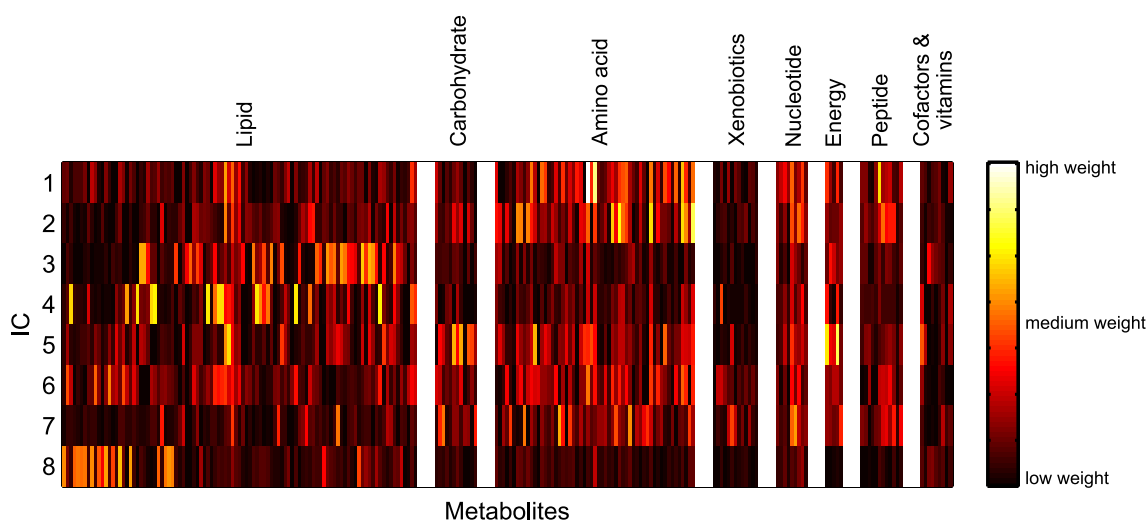 Lipid
Carbohydrate
Amino acid
Xenobiotics
Nucleotide
Energy
Peptide
Cofactors &
vitamins
1
2
3
4
5
6
7
8
IC
Metabolites
high weight
medium weight
low weight